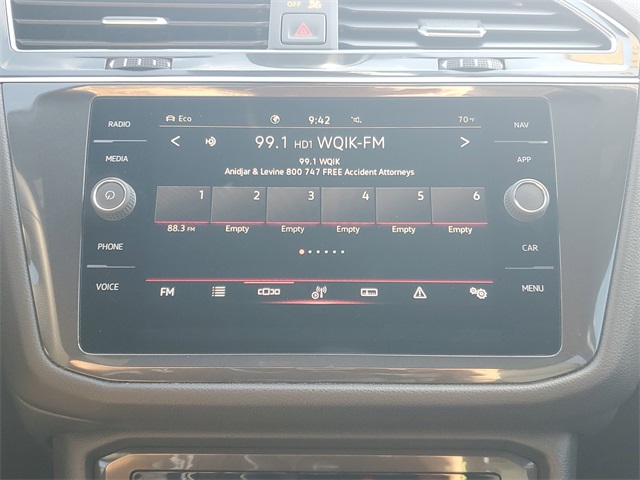 OFF
RADIO
MEDIA
PHONE
VOICE
Eco 9:42 70°F
< 99.1 HD1 WQIK-FM >
99.1 WQIK
Anidjar & Levine 800 747 FREE Accident Attorneys
1 2 3 4 5 6
88.3 FM Empty Empty Empty Empty Empty
FM
NAV
APP
CAR
MENU